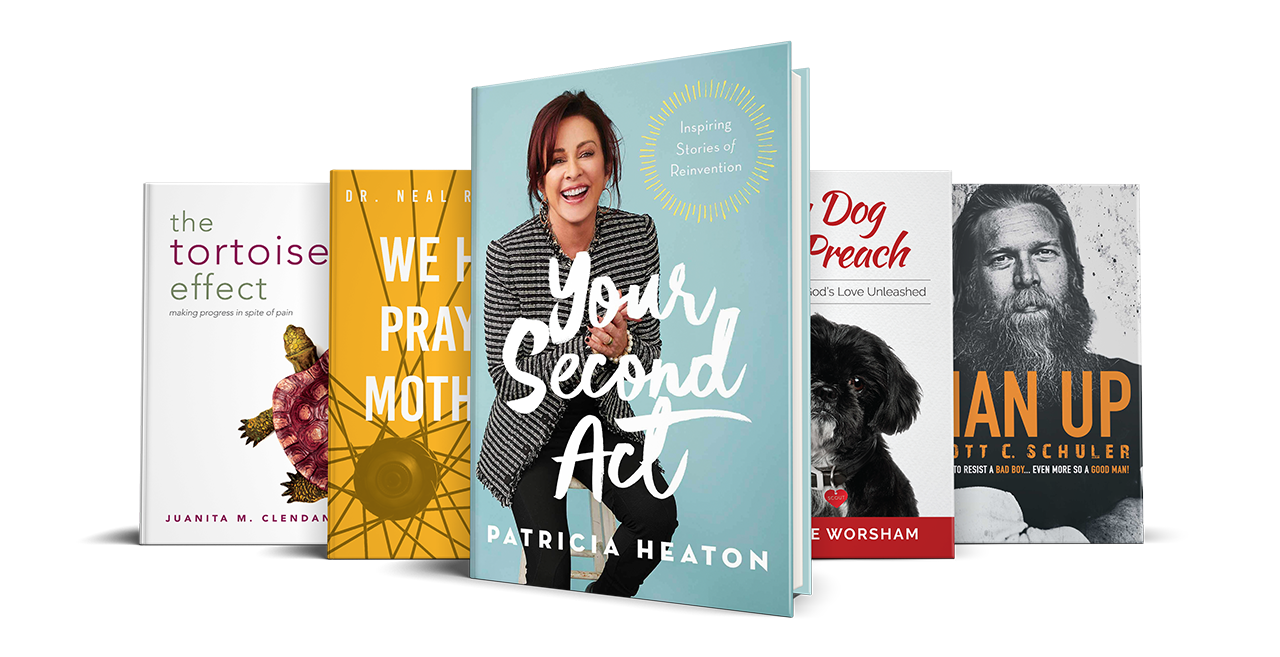 the
tortoise
effect
making progress in spite of pain
JUANITA M. CLENDAN
DR. NEAL R
WE H
PRAY
MOTH
Inspiring
Stories of
Reinvention
Your
Second
Act
PATRICIA HEATON
Dog
Preach
God's Love Unleashed
SCOUT
E WORSHAM
IAN UP
OTT C. SCHULER
TO RESIST A BAD BOY... EVEN MORE SO A GOOD MAN!